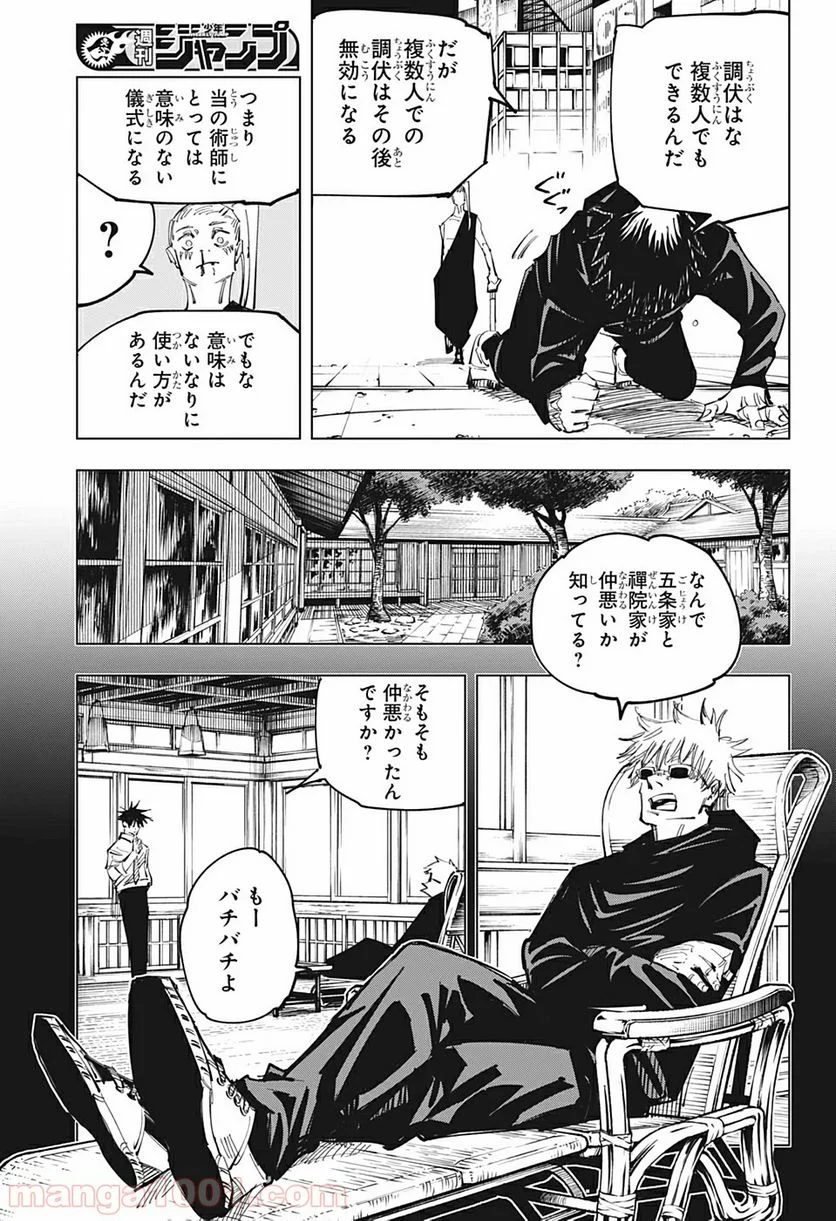 週刊
少年
ジャンプ
調伏はな
複数人でも
できるんだ
だが
複数人での
調伏はその後
無効になる
つまり
当の術師に
とっては
意味のない
儀式になる
?
でもな
意味は
ないなりに
使い方が
あるんだ
なんで
五条家と
禪院家が
仲悪いか
知ってる?
そもそも
仲悪かったん
ですか?
もー
バチバチよ